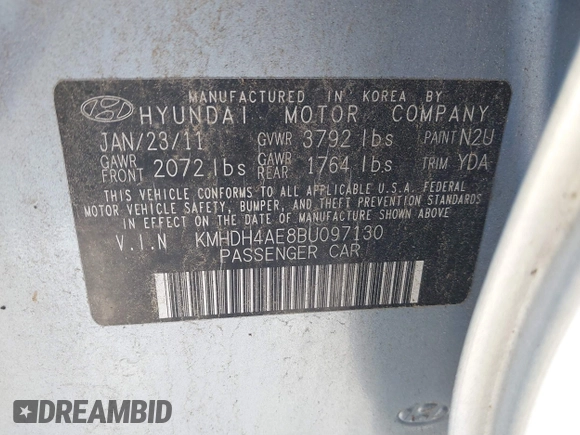 MANUFACTURED IN KOREA BY
HYUNDAI MOTOR COMPANY
JAN/23/11 GVWR 3792 lbs PAINT N2U
GAWR FRONT 2072 lbs GAWR REAR 1764 lbs TRIM YDA
THIS VEHICLE CONFORMS TO ALL APPLICABLE U.S.A. FEDERAL
MOTOR VEHICLE SAFETY, BUMPER, AND THEFT PREVENTION STANDARDS
IN EFFECT ON THE DATE OF MANUFACTURE SHOWN ABOVE.
V.I.N KMHDH4AE8BU097130
PASSENGER CAR
DREAMBID